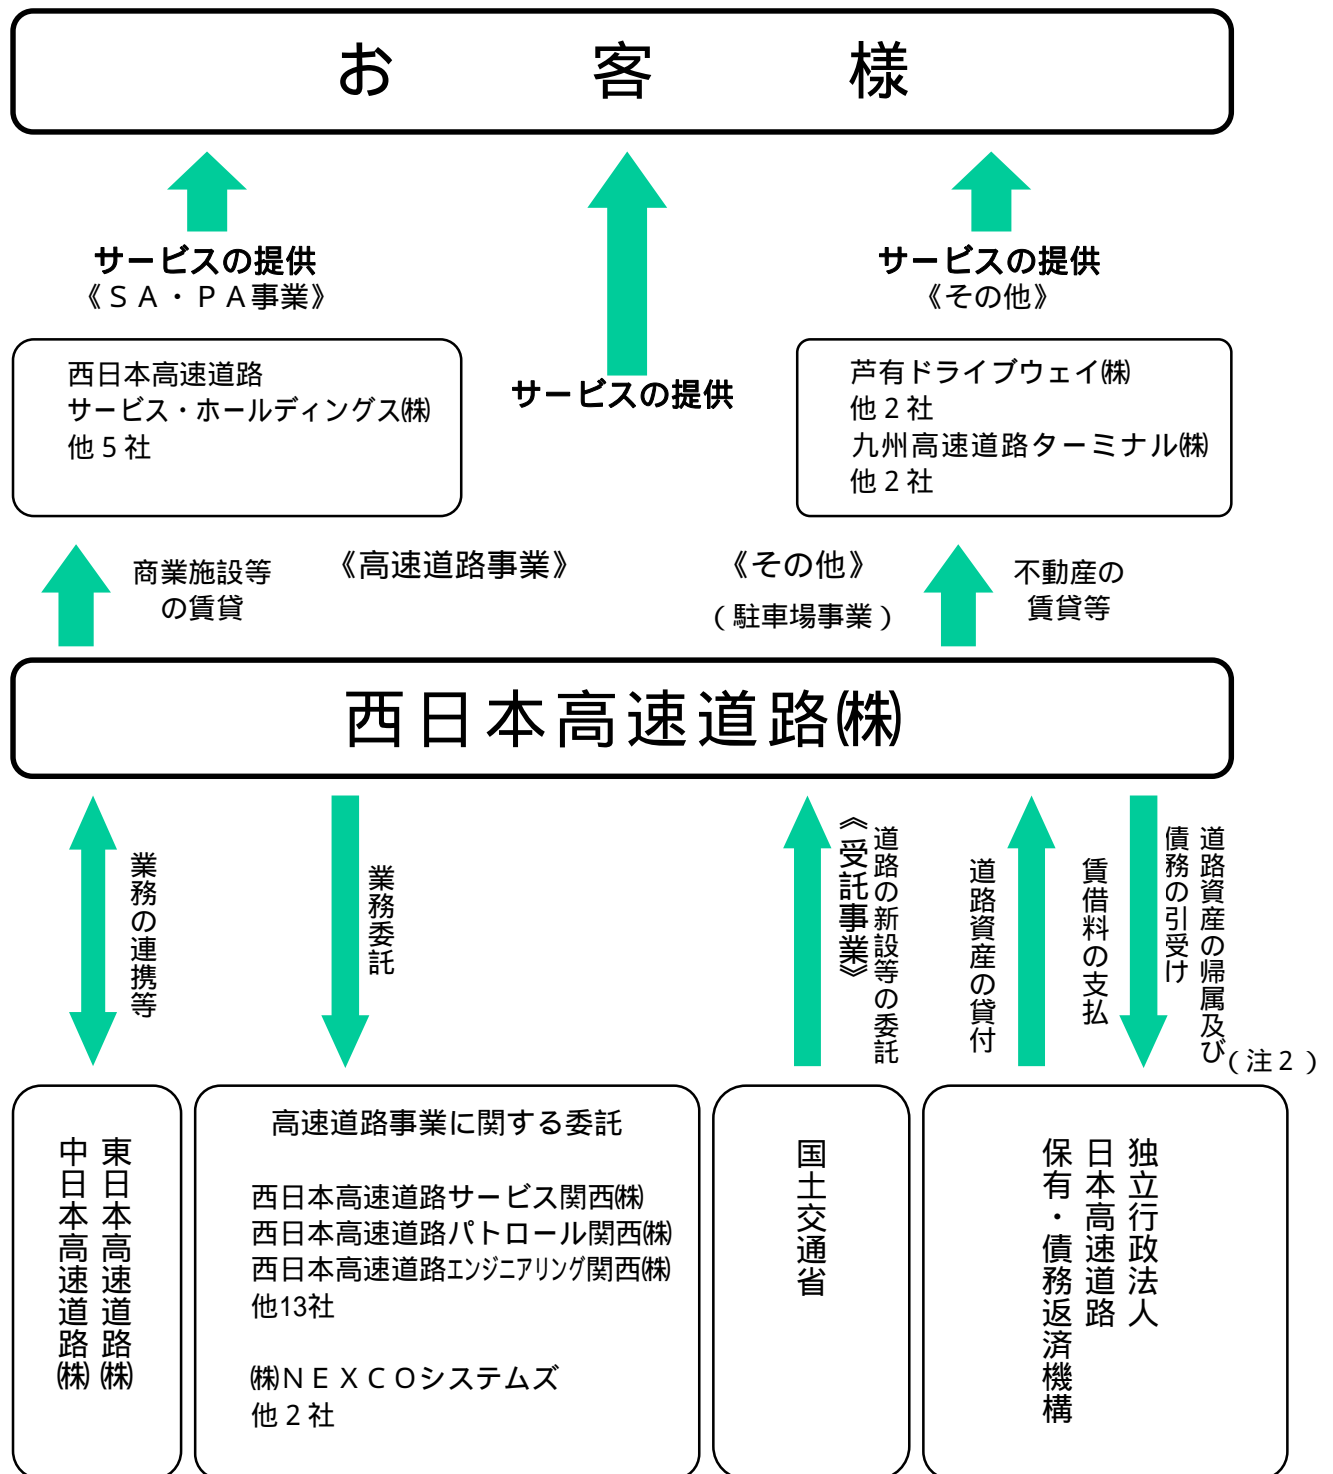 お客様
サービスの提供
《ＳＡ・ＰＡ事業》
サービスの提供
サービスの提供
《その他》
西日本高速道路
サービス・ホールディングス㈱
他５社
芦有ドライブウェイ㈱
他２社
九州高速道路ターミナル㈱
他２社
商業施設等
の賃貸
《高速道路事業》
《その他》
（駐車場事業）
不動産の
賃貸等
西日本高速道路㈱
業務の連携等
業務委託
《受託事業》
道路の新設等の委託
道路資産の貸付
賃借料の支払
道路資産の帰属及び
債務の引受け
（注２）
東日本高速道路㈱
中日本高速道路㈱
高速道路事業に関する委託
西日本高速道路サービス関西㈱
西日本高速道路パトロール関西㈱
西日本高速道路ｴﾝｼﾞﾆｱﾘﾝｸﾞ関西㈱
他13社
㈱ＮＥＸＣＯシステムズ
他２社
国土交通省
独立行政法人
日本高速道路
保有・債務返済機構